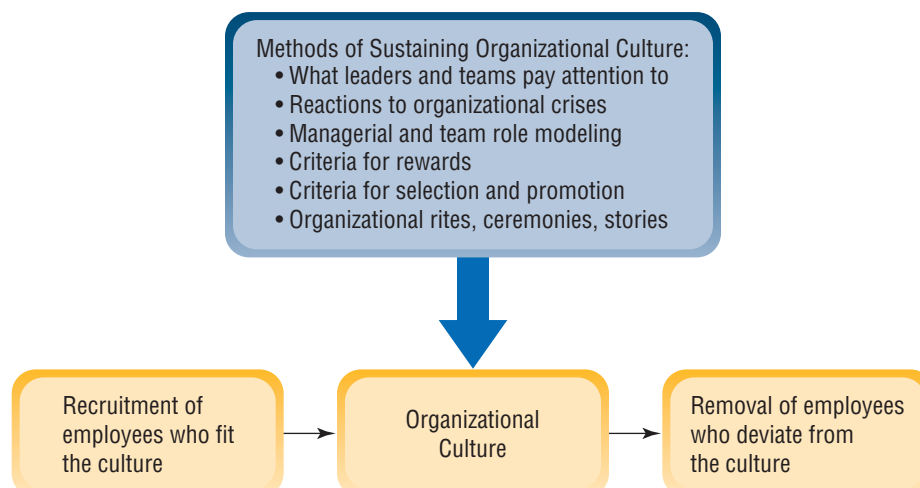 Methods of Sustaining Organizational Culture:
• What leaders and teams pay attention to
• Reactions to organizational crises
• Managerial and team role modeling
• Criteria for rewards
• Criteria for selection and promotion
• Organizational rites, ceremonies, stories
Recruitment of
employees who fit
the culture
Organizational
Culture
Removal of employees
who deviate from
the culture